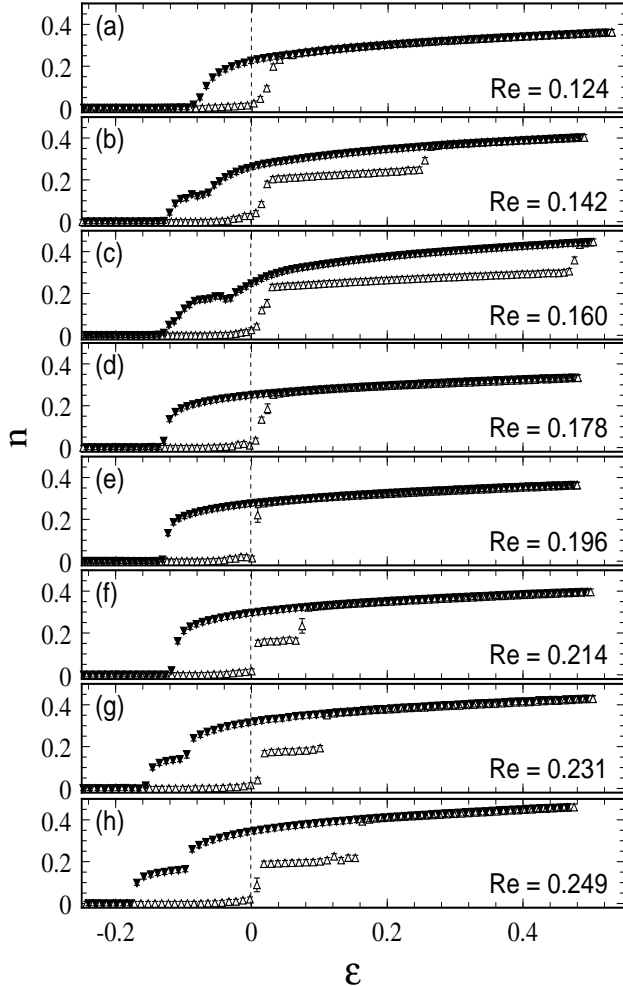 (a)
0.4
0.2
0
Re = 0.124
(b)
0.4
0.2
0
Re = 0.142
(c)
0.4
0.2
0
Re = 0.160
(d)
0.4
0.2
0
Re = 0.178
n
(e)
0.4
0.2
0
Re = 0.196
(f)
0.4
0.2
0
Re = 0.214
(g)
0.4
0.2
0
Re = 0.231
(h)
0.4
0.2
0
Re = 0.249
-0.2 0 0.2 0.4
ε